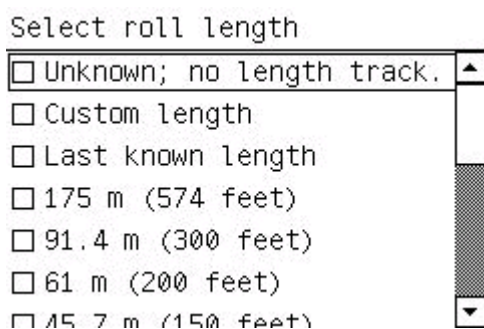 Select roll length
Unknown; no length track.
Custom length
Last known length
175 m (574 feet)
91.4 m (300 feet)
61 m (200 feet)
45.7 m (150 feet)